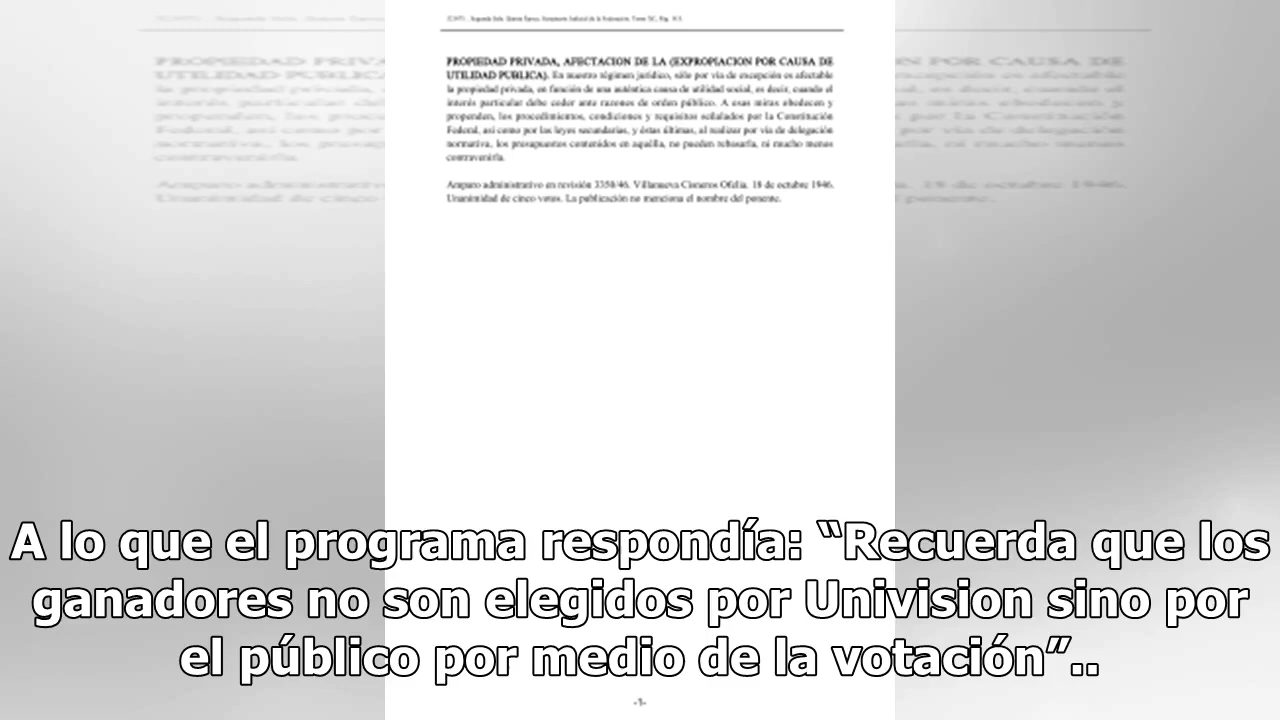 Segunda Sala. Quinta Época. Semanario Judicial de la Federación. Tomo XC, Pág.
PROPIEDAD PRIVADA, AFECTACION DE LA (EXPROPIACION POR CAUSA DE
UTILIDAD PUBLICA). En nuestro régimen jurídico, sólo por vía de excepción es afectable
la propiedad privada, en función de una auténtica causa de utilidad social, es decir, cuando el
interés particular debe ceder ante razones de orden público. A esas miras obedecen y
propenden, los procedimientos, condiciones y requisitos señalados por la Constitución
Federal, así como por las leyes secundarias, y éstas últimas, al realizar por vía de delegación
normativa, los presupuestos contenidos en aquélla, no pueden rebasarla, ni mucho menos
contravenirla.
Amparo administrativo en revisión 3358/46. Villanueva Cisneros Ofelia. 18 de octubre 1946.
Unanimidad de cinco votos. La publicación no menciona el nombre del ponente.
A lo que el programa respondía: “Recuerda que los
ganadores no son elegidos por Univision sino por
el público por medio de la votación”..
-1-